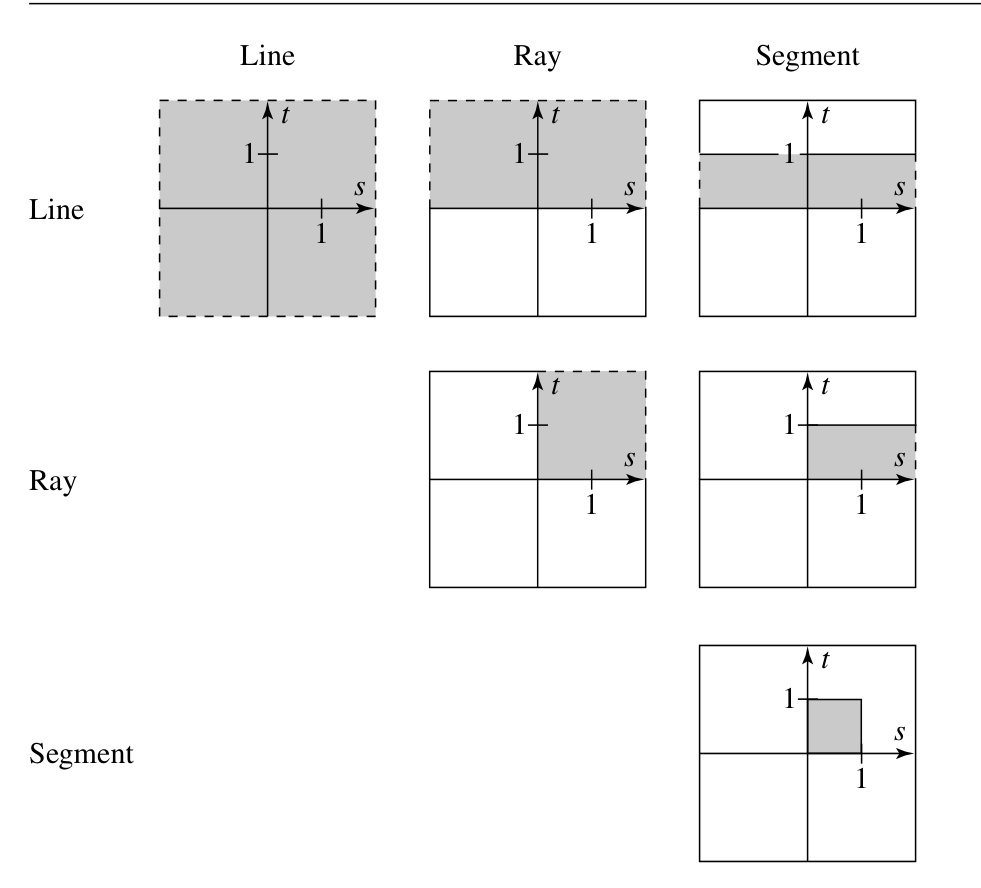 Line Ray Segment
t t t
1 1 1
Line s s s
1 1 1
t t
1 1
Ray s s
1 1
t
1
Segment s
1